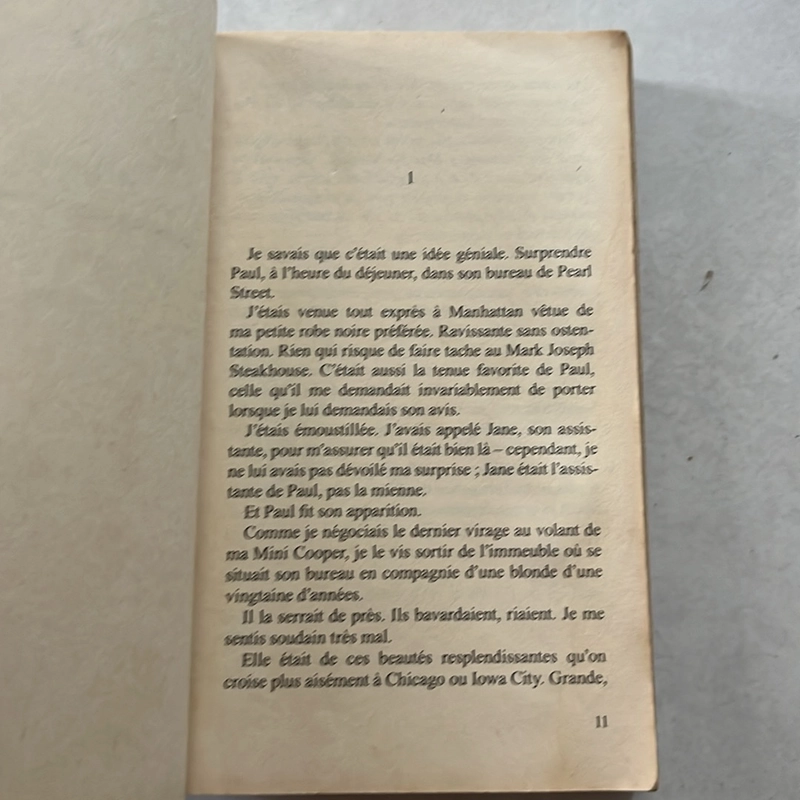 1
Je savais que c'était une idée géniale. Surprendre
Paul, à l'heure du déjeuner, dans son bureau de Pearl
Street.
J'étais venue tout exprès à Manhattan vêtue de
ma petite robe noire préférée. Ravissante sans osten-
tation. Rien qui risque de faire tache au Mark Joseph
Steakhouse. C'était aussi la tenue favorite de Paul,
celle qu'il me demandait invariablement de porter
lorsque je lui demandais son avis.
J'étais émoustillée. J'avais appelé Jane, son assis-
tante, pour m'assurer qu'il était bien là – cependant, je
ne lui avais pas dévoilé ma surprise ; Jane était l'assis-
tante de Paul, pas la mienne.
Et Paul fit son apparition.
Comme je négociais le dernier virage au volant de
ma Mini Cooper, je le vis sortir de l'immeuble où se
situait son bureau en compagnie d'une blonde d'une
vingtaine d'années.
Il la serrait de près. Ils bavardaient, riaient. Je me
sentis soudain très mal.
Elle était de ces beautés resplendissantes qu'on
croise plus aisément à Chicago ou Iowa City. Grande,
11